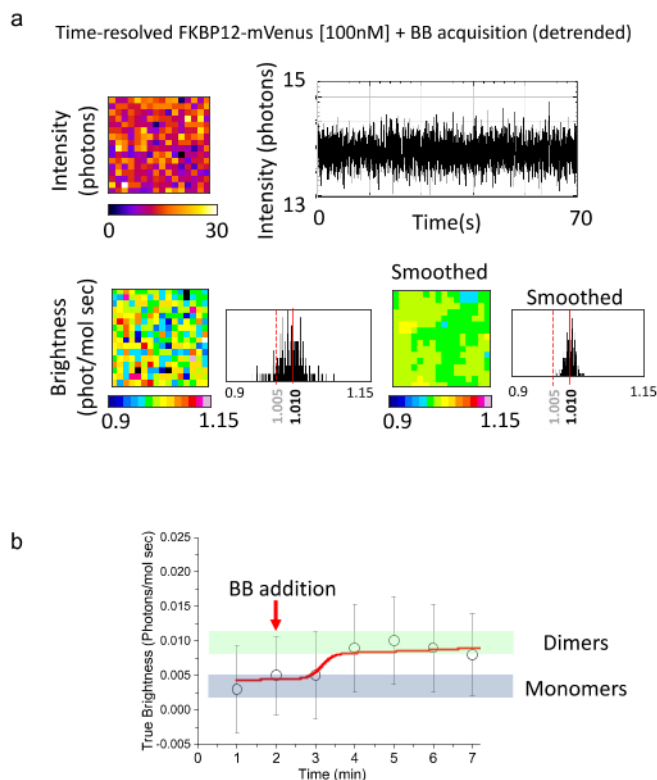 a
Time-resolved FKBP12-mVenus [100nM] + BB acquisition (detrended)
Intensity
(photons)
0
30
Intensity (photons)
15
13
0
Time(s)
70
Brightness
(phot/mol sec)
0.9
1.15
0.9
1.005
1.010
1.15
Smoothed
Smoothed
0.9
1.15
0.9
1.005
1.010
1.15
b
True Brightness (Photons/mol sec)
0.025
0.020
0.015
0.010
0.005
0.000
-0.005
BB addition
Dimers
Monomers
0
1
2
3
4
5
6
7
Time (min)